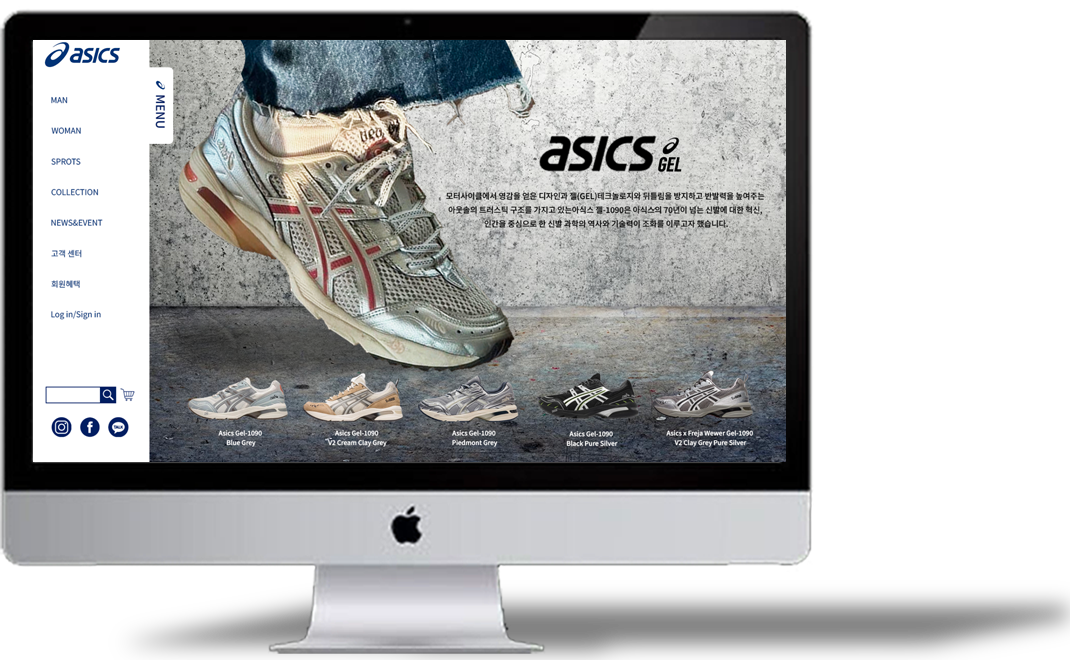 asics
MAN
WOMAN
SPROTS
COLLECTION
NEWS&EVENT
고객 센터
회원혜택
Log in/Sign in
TALK
MENU
asics
GEL
모터사이클에서 영감을 얻은 디자인과 젤(GEL)테크놀로지와 뒤틀림을 방지하고 반발력을 높여주는
아웃솔의 트러스틱 구조를 가지고 있는아식스 젤-1090은 아식스의 70년이 넘는 신발에 대한 혁신,
인간을 중심으로 한 신발 과학의 역사와 기술력이 조화를 이루고자 했습니다.
Asics Gel-1090
Blue Grey
Asics Gel-1090
V2 Cream Clay Grey
Asics Gel-1090
Piedmont Grey
Asics Gel-1090
Black Pure Silver
Asics x Freja Wewer Gel-1090
V2 Clay Grey Pure Silver